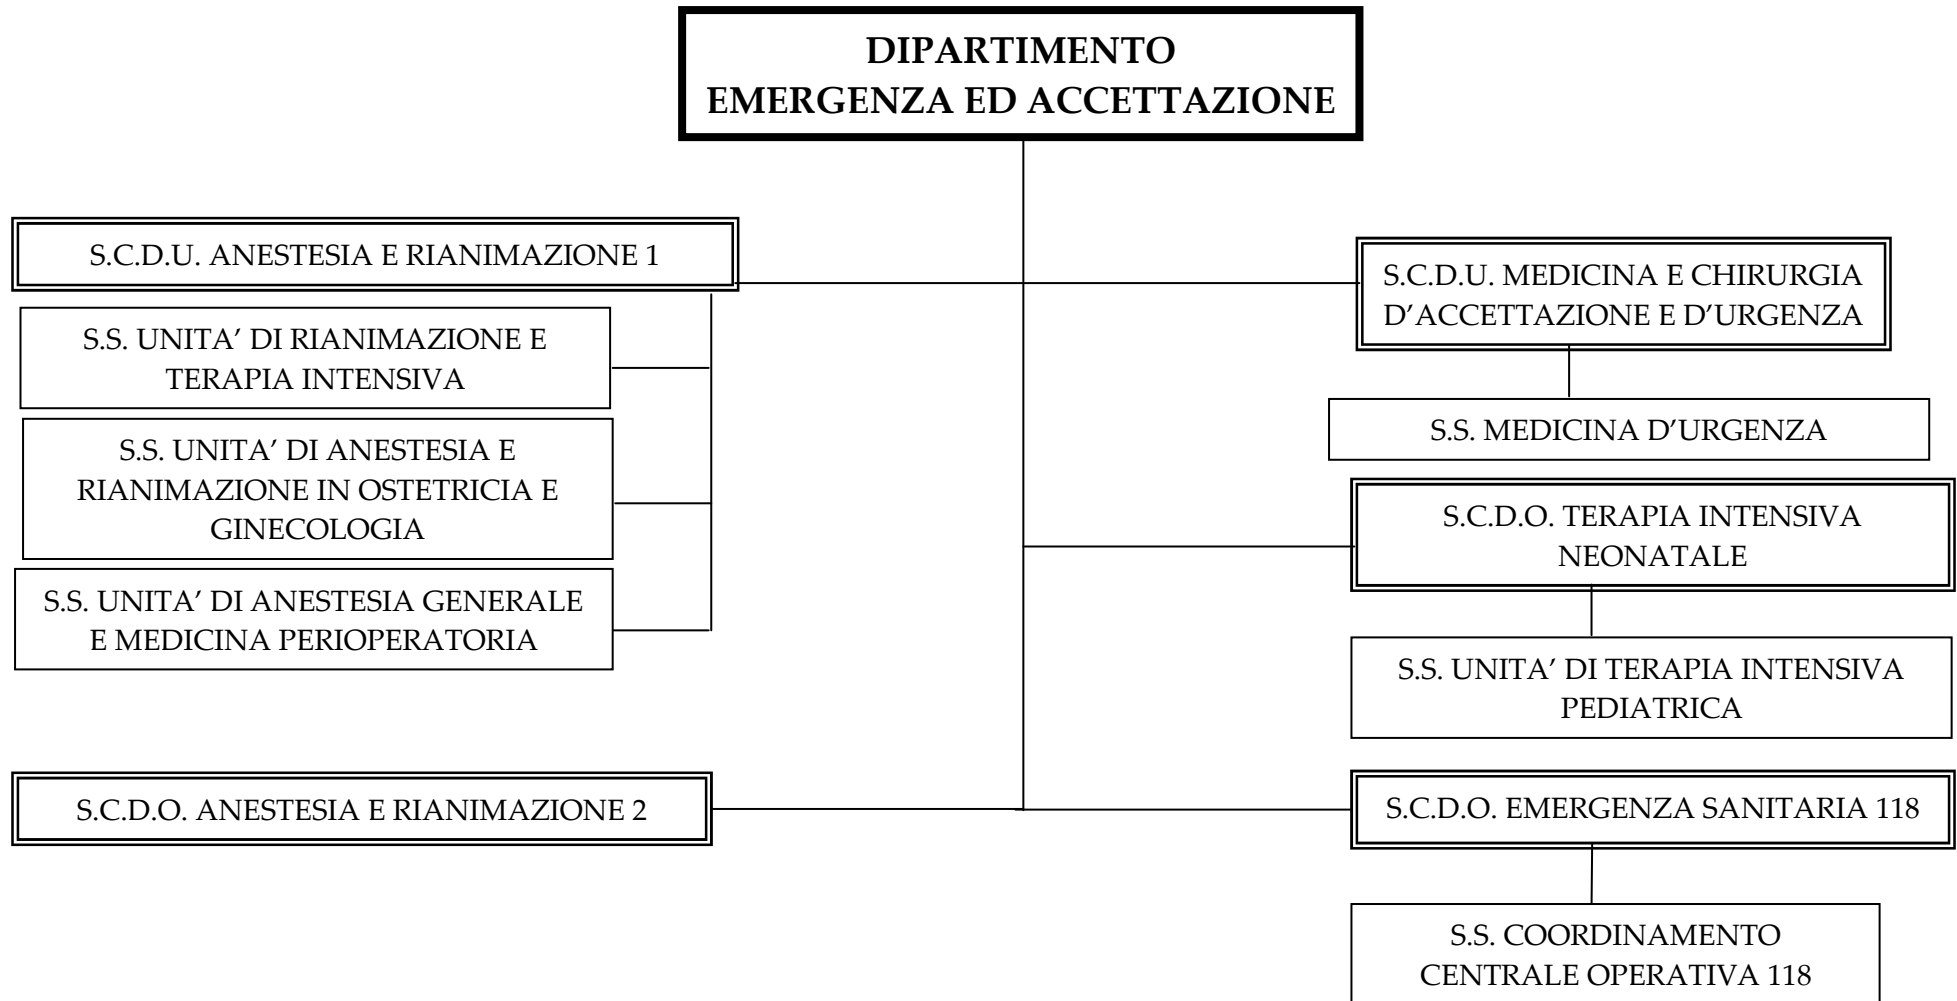 DIPARTIMENTO
EMERGENZA ED ACCETTAZIONE
S.C.D.U. ANESTESIA E RIANIMAZIONE 1
S.S. UNITA’ DI RIANIMAZIONE E
TERAPIA INTENSIVA
S.S. UNITA’ DI ANESTESIA E
RIANIMAZIONE IN OSTETRICIA E
GINECOLOGIA
S.S. UNITA’ DI ANESTESIA GENERALE
E MEDICINA PERIOPERATORIA
S.C.D.O. ANESTESIA E RIANIMAZIONE 2
S.C.D.U. MEDICINA E CHIRURGIA
D’ACCETTAZIONE E D’URGENZA
S.S. MEDICINA D’URGENZA
S.C.D.O. TERAPIA INTENSIVA
NEONATALE
S.S. UNITA’ DI TERAPIA INTENSIVA
PEDIATRICA
S.C.D.O. EMERGENZA SANITARIA 118
S.S. COORDINAMENTO
CENTRALE OPERATIVA 118